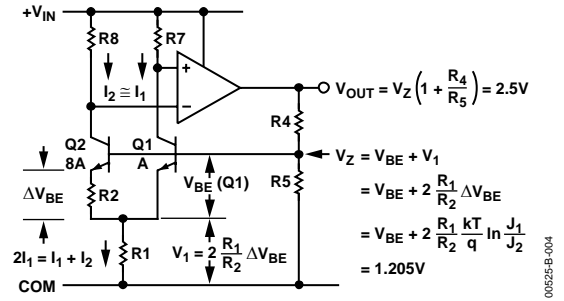 +VIN
R8
R7
I2 ≅ I1
+
−
VOUT = VZ (1 + R4/R5) = 2.5V
R4
Q2
8A
Q1
A
VZ = VBE + V1
ΔVBE
R2
VBE (Q1)
R5
= VBE + 2 R1/R2 ΔVBE
= VBE + 2 R1/R2 kT/q ln J1/J2
2I1 = I1 + I2
R1
V1 = 2 R1/R2 ΔVBE
= 1.205V
COM
00525-B-004